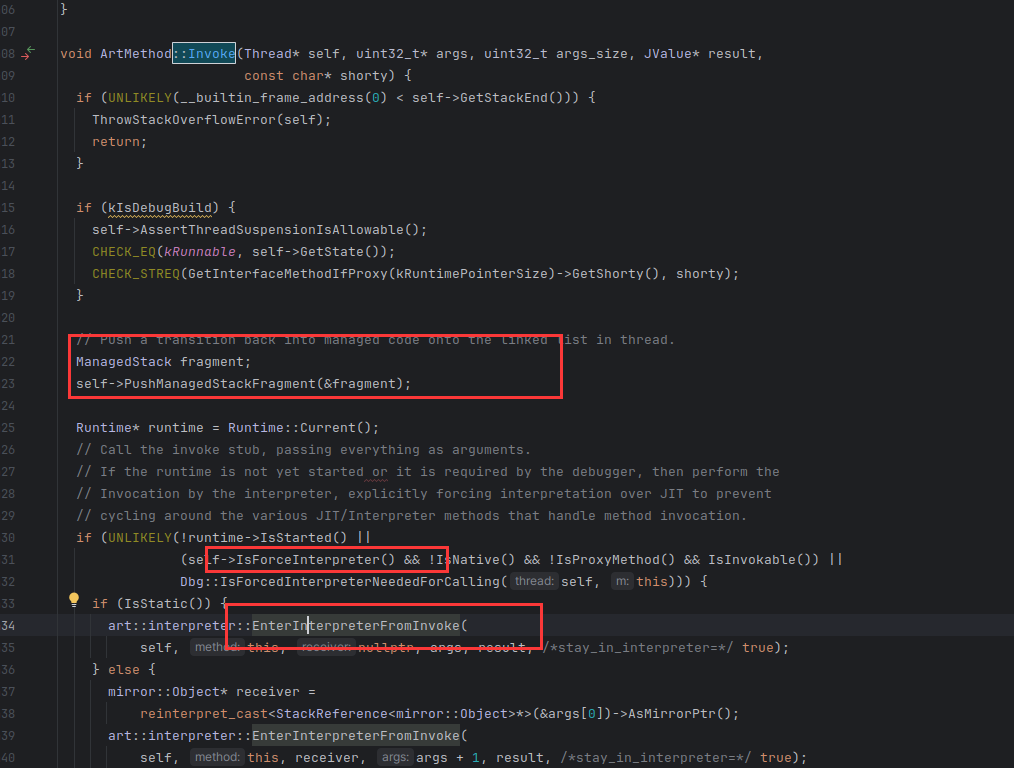 06 }
07
08 void ArtMethod::Invoke(Thread* self, uint32_t* args, uint32_t args_size, JValue* result,
09 const char* shorty) {
10 if (UNLIKELY(__builtin_frame_address(0) < self->GetStackEnd())) {
11 ThrowStackOverflowError(self);
12 return;
13 }
14
15 if (kIsDebugBuild) {
16 self->AssertThreadSuspensionIsAllowable();
17 CHECK_EQ(kRunnable, self->GetState());
18 CHECK_STREQ(GetInterfaceMethodIfProxy(kRuntimePointerSize)->GetShorty(), shorty);
19 }
20
21 // Push a transition back into managed code onto the linked list in thread.
22 ManagedStack fragment;
23 self->PushManagedStackFragment(&fragment);
24
25 Runtime* runtime = Runtime::Current();
26 // Call the invoke stub, passing everything as arguments.
27 // If the runtime is not yet started or it is required by the debugger, then perform the
28 // Invocation by the interpreter, explicitly forcing interpretation over JIT to prevent
29 // cycling around the various JIT/Interpreter methods that handle method invocation.
30 if (UNLIKELY(!runtime->IsStarted() ||
31 (self->IsForceInterpreter() && !IsNative() && !IsProxyMethod() && IsInvokable()) ||
32 Dbg::IsForcedInterpreterNeededForCalling( thread: self, m: this))) {
33 if (IsStatic()) {
34 art::interpreter::EnterInterpreterFromInvoke(
35 self, method: this, receiver: nullptr, args, result, /*stay_in_interpreter=*/ true);
36 } else {
37 mirror::Object* receiver =
38 reinterpret_cast<StackReference<mirror::Object>*>(&args[0])->AsMirrorPtr();
39 art::interpreter::EnterInterpreterFromInvoke(
40 self, method: this, receiver, args: args + 1, result, /*stay_in_interpreter=*/ true);